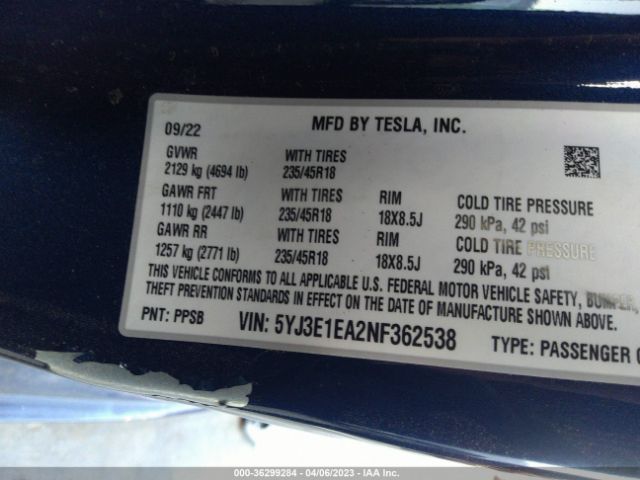 MFD BY TESLA, INC.
09/22
GVWR WITH TIRES
2129 kg (4694 lb) 235/45R18
GAWR FRT WITH TIRES RIM COLD TIRE PRESSURE
1110 kg (2447 lb) 235/45R18 18X8.5J 290 kPa, 42 psi
GAWR RR WITH TIRES RIM COLD TIRE PRESSURE
1257 kg (2771 lb) 235/45R18 18X8.5J 290 kPa, 42 psi
THIS VEHICLE CONFORMS TO ALL APPLICABLE U.S. FEDERAL MOTOR VEHICLE SAFETY, BUMPER,
THEFT PREVENTION STANDARDS IN EFFECT ON THE DATE OF MANUFACTURE SHOWN ABOVE.
PNT: PPSB VIN: 5YJ3E1EA2NF362538 TYPE: PASSENGER
000-36299284 - 04/06/2023 - IAA Inc.